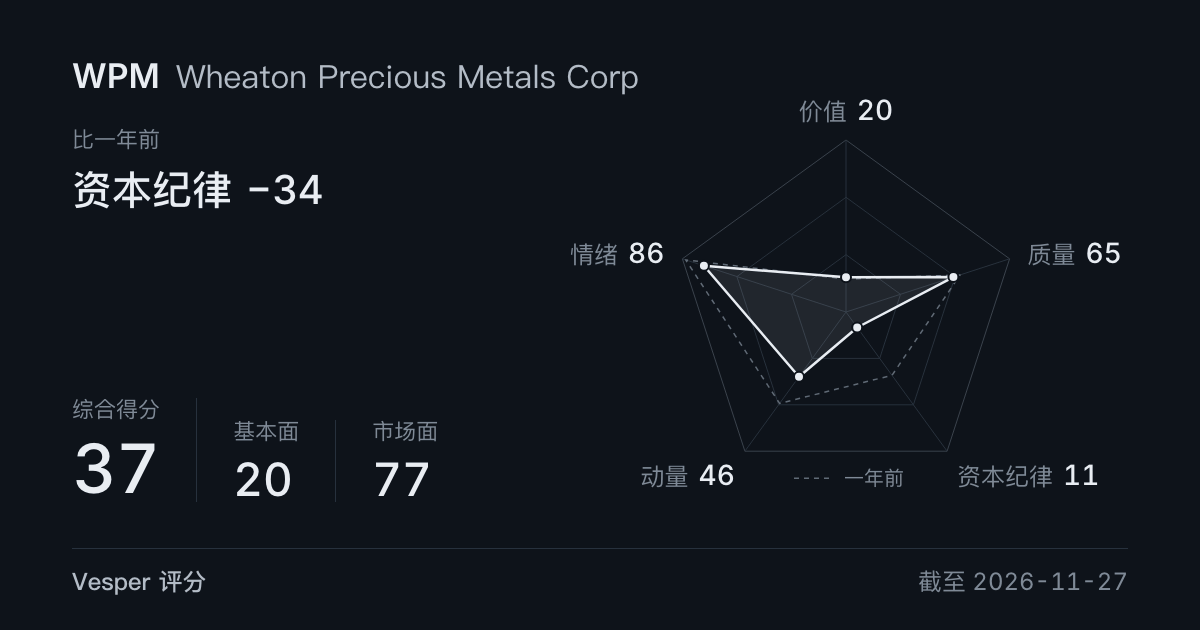 WPM Wheaton Precious Metals Corp
比一年前
资本纪律 −34
价值 20
情绪 86
质量 65
动量 46
一年前
资本纪律 11
综合得分
37
基本面
20
市场面
77
Vesper 评分
截至 2026-11-27